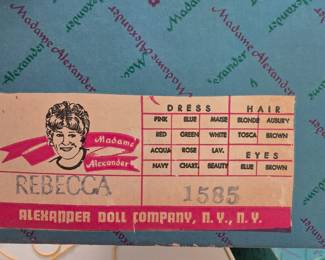 Madame Alexander
Madame Alexander
Madame
Alexander
DRESS HAIR
PINK BLUE MAISE BLONDE AUBURY
RED GREEN WHITE TOSCA BROWN
ACQUA ROSE LAV. EYES
NAVY CHART. BEAUTY BLUE BROWN
REBECCA 1585
ALEXANDER DOLL COMPANY, N.Y., N.Y.